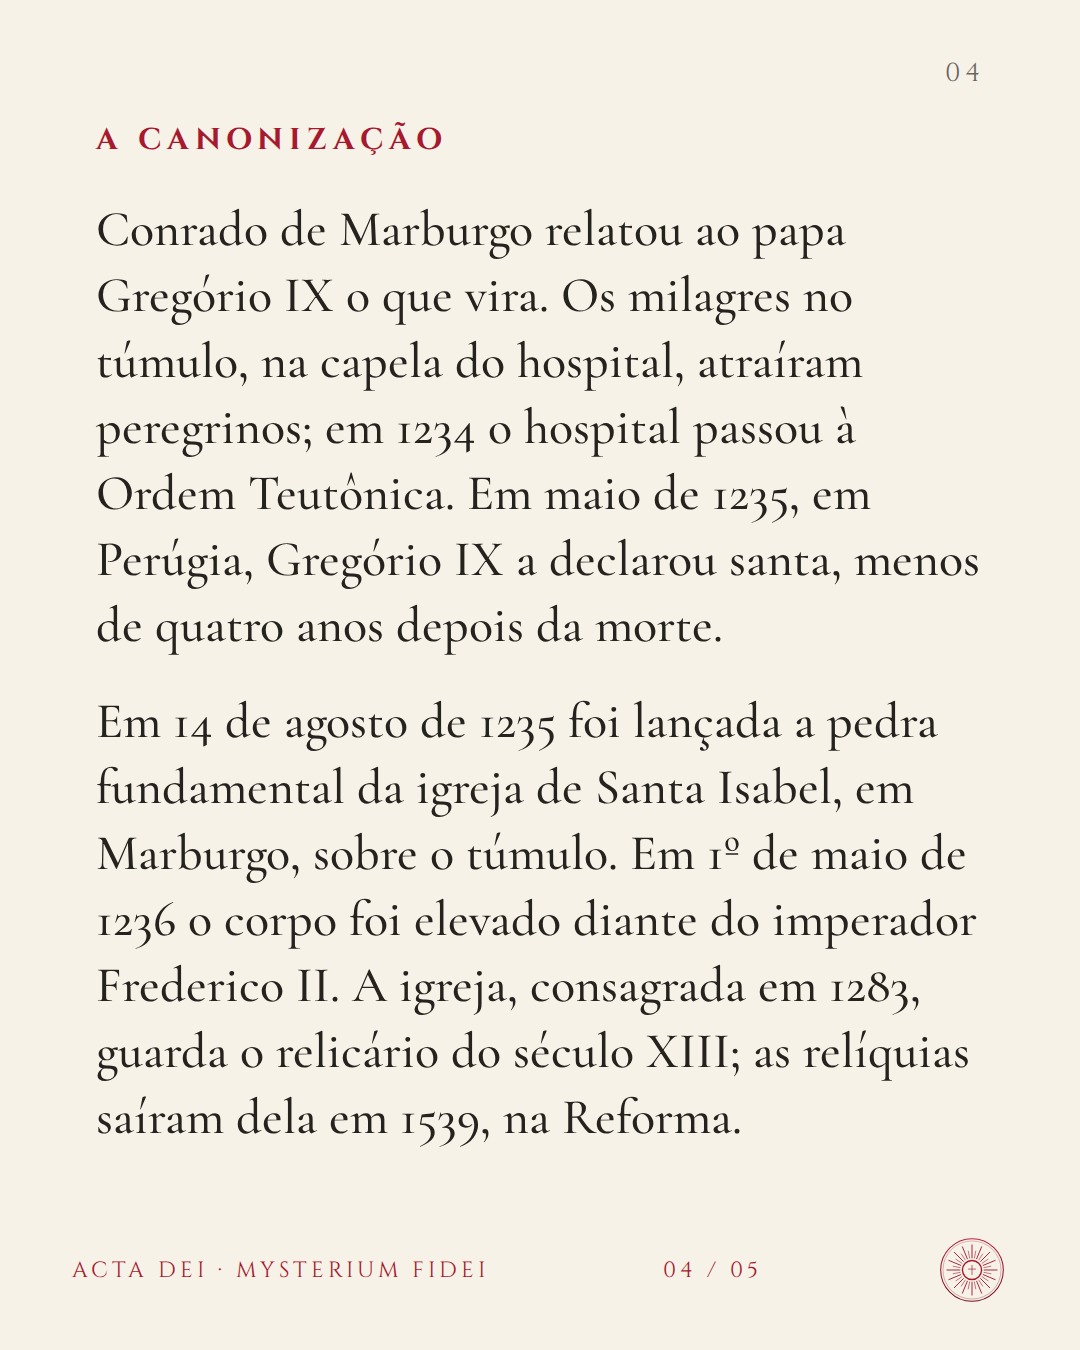 04
A CANONIZAÇÃO
Conrado de Marburgo relatou ao papa
Gregório IX o que vira. Os milagres no
túmulo, na capela do hospital, atraíram
peregrinos; em 1234 o hospital passou à
Ordem Teutônica. Em maio de 1235, em
Perúgia, Gregório IX a declarou santa, menos
de quatro anos depois da morte.
Em 14 de agosto de 1235 foi lançada a pedra
fundamental da igreja de Santa Isabel, em
Marburgo, sobre o túmulo. Em 1º de maio de
1236 o corpo foi elevado diante do imperador
Frederico II. A igreja, consagrada em 1283,
guarda o relicário do século XIII; as relíquias
saíram dela em 1539, na Reforma.
ACTA DEI · MYSTERIUM FIDEI
04 / 05